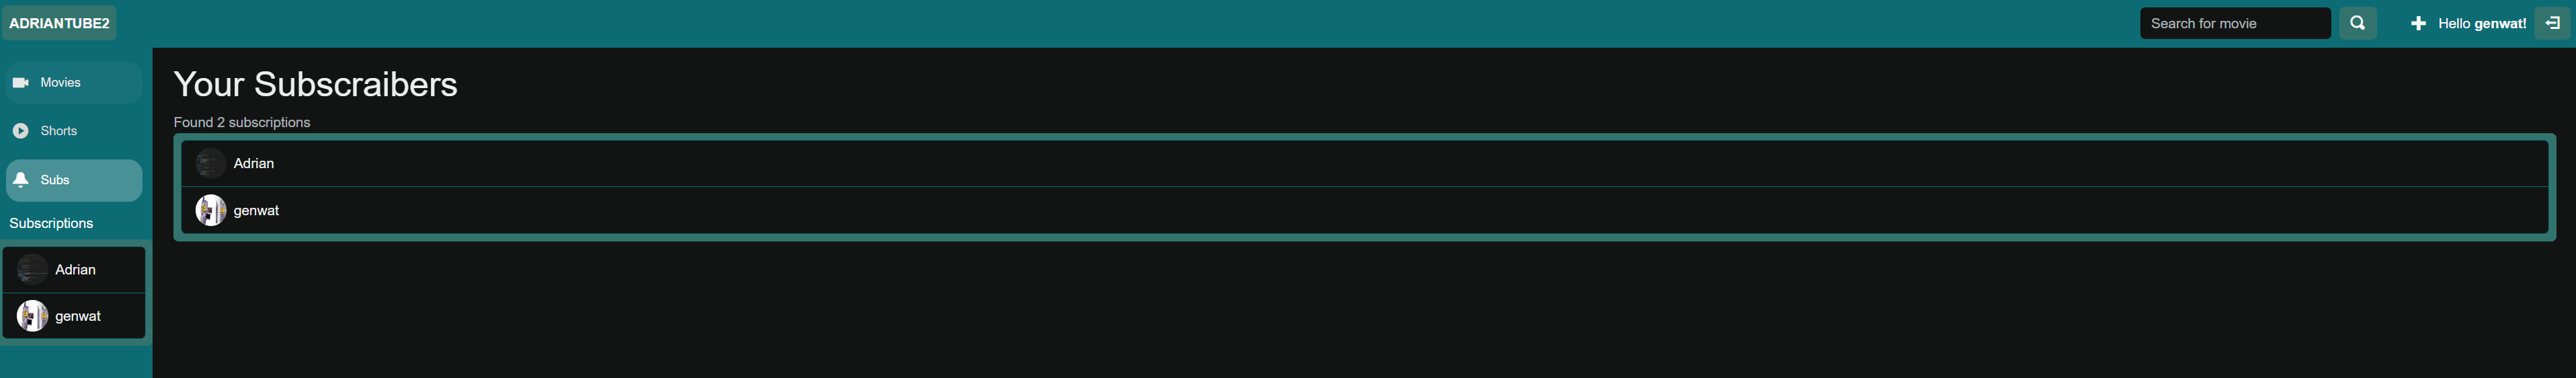 ADRIANTUBE2
Search for movie
Hello genwat!
Movies
Shorts
Subs
Subscriptions
Adrian
genwat
Your Subscraibers
Found 2 subscriptions
Adrian
genwat